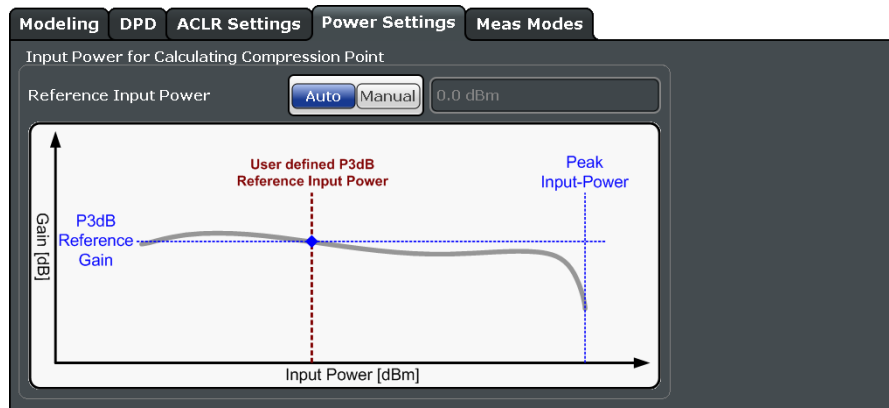 Modeling DPD ACLR Settings Power Settings Meas Modes
Input Power for Calculating Compression Point
Reference Input Power Auto Manual 0.0 dBm
User defined P3dB
Reference Input Power
Peak
Input-Power
P3dB
Reference
Gain
Gain [dB]
Input Power [dBm]